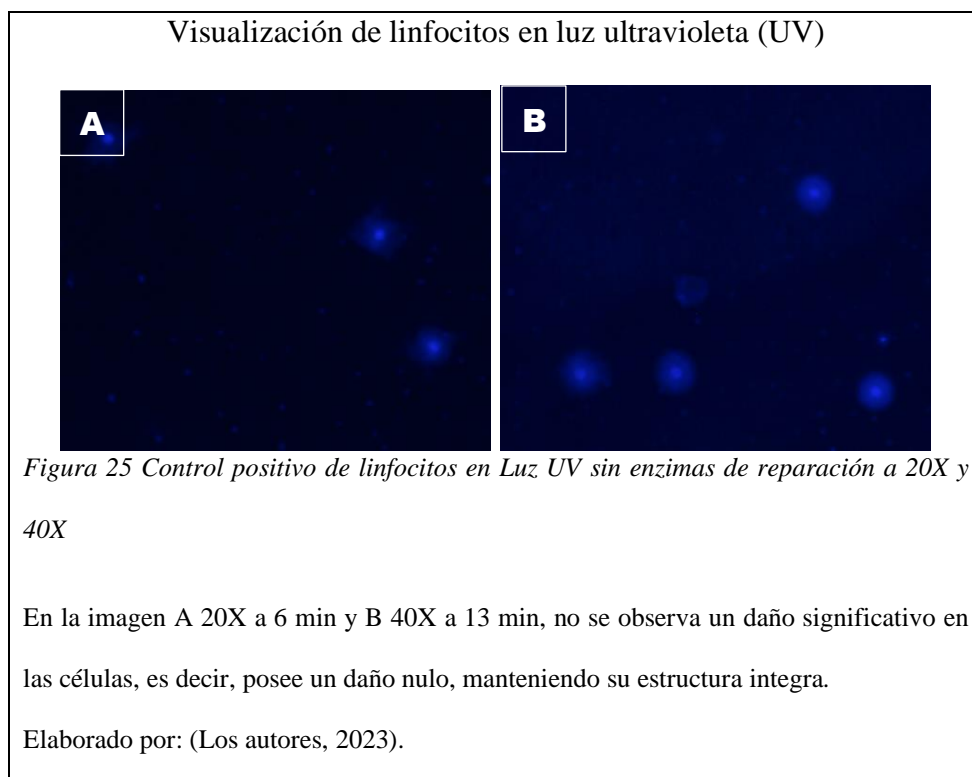 Visualización de linfocitos en luz ultravioleta (UV)
A
B
Figura 25 Control positivo de linfocitos en Luz UV sin enzimas de reparación a 20X y
40X
En la imagen A 20X a 6 min y B 40X a 13 min, no se observa un daño significativo en
las células, es decir, posee un daño nulo, manteniendo su estructura integra.
Elaborado por: (Los autores, 2023).